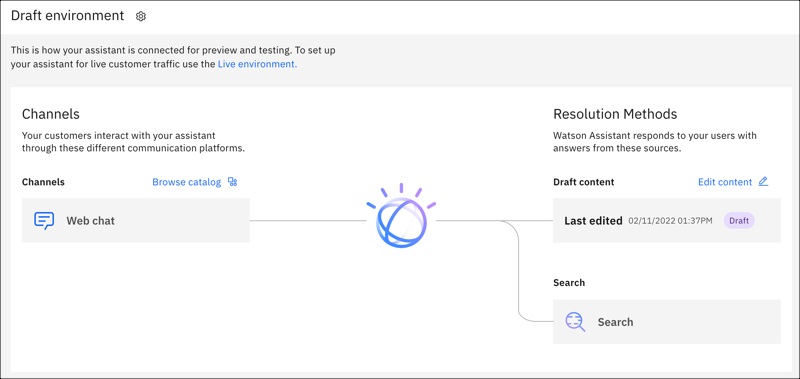 Draft environment
This is how your assistant is connected for preview and testing. To set up
your assistant for live customer traffic use the Live environment.
Channels
Your customers interact with your assistant
through these different communication platforms.
Channels Browse catalog
Web chat
Resolution Methods
Watson Assistant responds to your users with
answers from these sources.
Draft content Edit content
Last edited 02/11/2022 01:37PM Draft
Search
Search